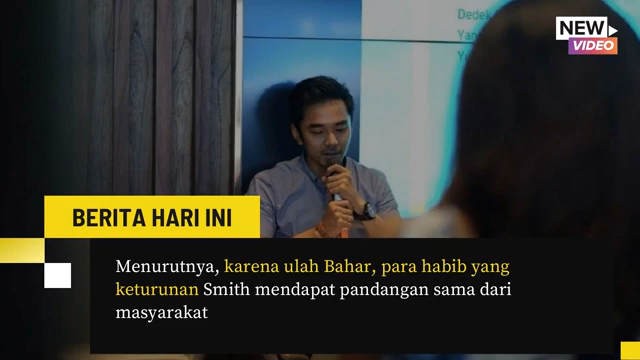 Dedek
NEW
VIDEO
BERITA HARI INI
Menurutnya, karena ulah Bahar, para habib yang
keturunan Smith mendapat pandangan sama dari
masyarakat